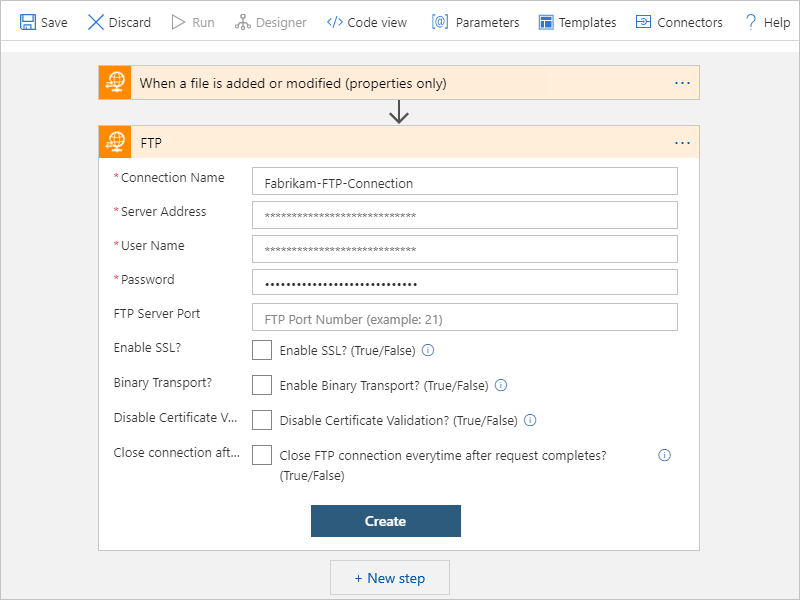 Save Discard Run Designer Code view Parameters Templates Connectors Help
When a file is added or modified (properties only)
FTP
*Connection Name Fabrikam-FTP-Connection
*Server Address ****************************
*User Name ****************************
*Password ••••••••••••••••••••••••••••
FTP Server Port FTP Port Number (example: 21)
Enable SSL? Enable SSL? (True/False)
Binary Transport? Enable Binary Transport? (True/False)
Disable Certificate V... Disable Certificate Validation? (True/False)
Close connection aft... Close FTP connection everytime after request completes?
(True/False)
Create
+ New step